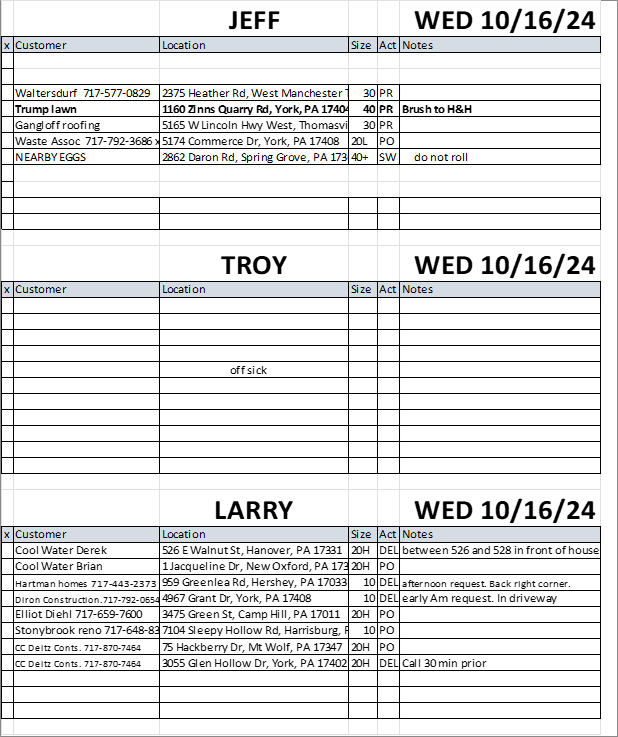 JEFF WED 10/16/24
x Customer Location Size Act Notes
Waltersdurf 717-577-0829 2375 Heather Rd, West Manchester 30 PR
Trump lawn 1160 Zinns Quarry Rd, York, PA 1740 40 PR Brush to H&H
Gangloff roofing 5165 W Lincoln Hwy West, Thomasvi 30 PR
Waste Assoc 717-792-3686 x 5174 Commerce Dr, York, PA 17408 20L PO
NEARBY EGGS 2862 Daron Rd, Spring Grove, PA 173 40+ SW do not roll
TROY WED 10/16/24
x Customer Location Size Act Notes
off sick
LARRY WED 10/16/24
x Customer Location Size Act Notes
Cool Water Derek 526 E Walnut St, Hanover, PA 17331 20H DEL between 526 and 528 in front of house
Cool Water Brian 1 Jacqueline Dr, New Oxford, PA 173 20H PO
Hartman homes 717-443-2373 959 Greenlea Rd, Hershey, PA 17033 10 DEL afternoon request. Back right corner.
Diron Construction.717-792-0654 4967 Grant Dr, York, PA 17408 10 DEL early Am request. In driveway
Elliot Diehl 717-659-7600 3475 Green St, Camp Hill, PA 17011 20H PO
Stonybrook reno 717-648-83 7104 Sleepy Hollow Rd, Harrisburg, 10 PO
CC Deitz Conts. 717-870-7464 75 Hackberry Dr, Mt Wolf, PA 17347 20H PO
CC Deitz Conts. 717-870-7464 3055 Glen Hollow Dr, York, PA 17402 20H DEL Call 30 min prior